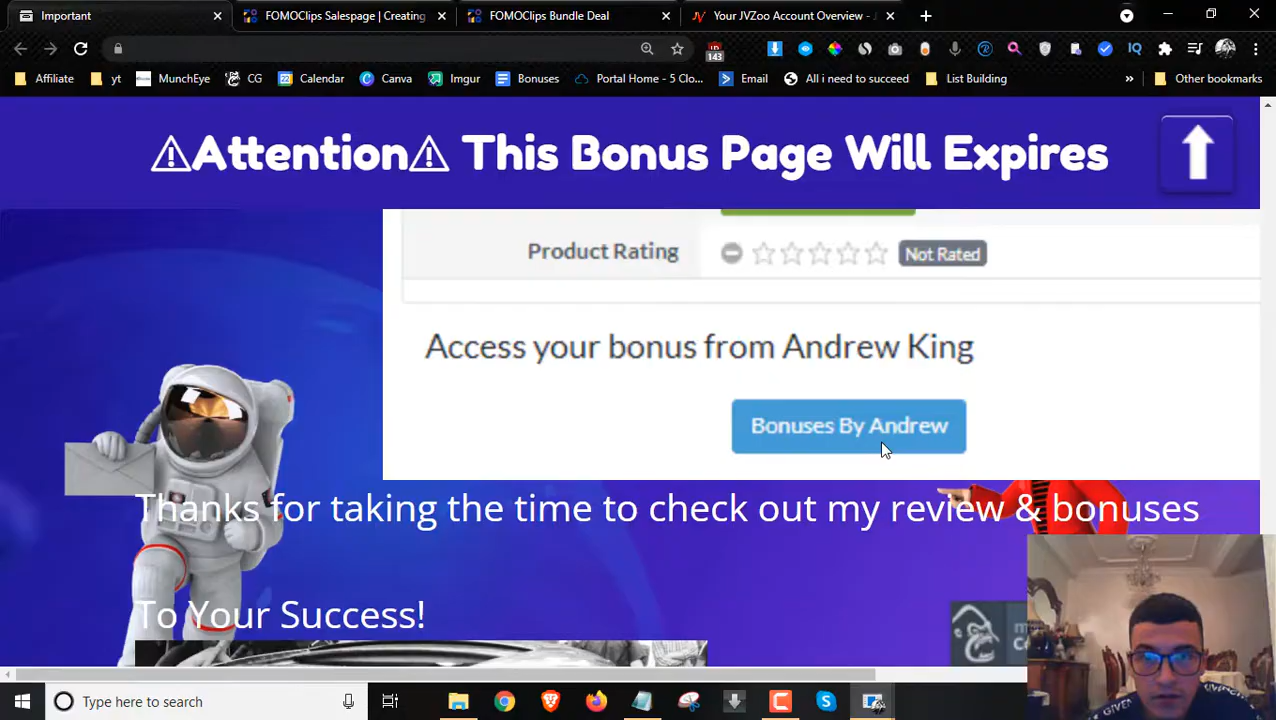 Important
FOMOClips Salespage | Creating
FOMOClips Bundle Deal
Your JVZoo Account Overview - J
143
Affiliate
yt
MunchEye
CG
Calendar
Canva
Imgur
Bonuses
Portal Home - 5 Clo...
Email
All i need to succeed
List Building
»
Other bookmarks
⚠Attention⚠ This Bonus Page Will Expires
Product Rating
Not Rated
Access your bonus from Andrew King
Bonuses By Andrew
Thanks for taking the time to check out my review & bonuses
To Your Success!
Type here to search